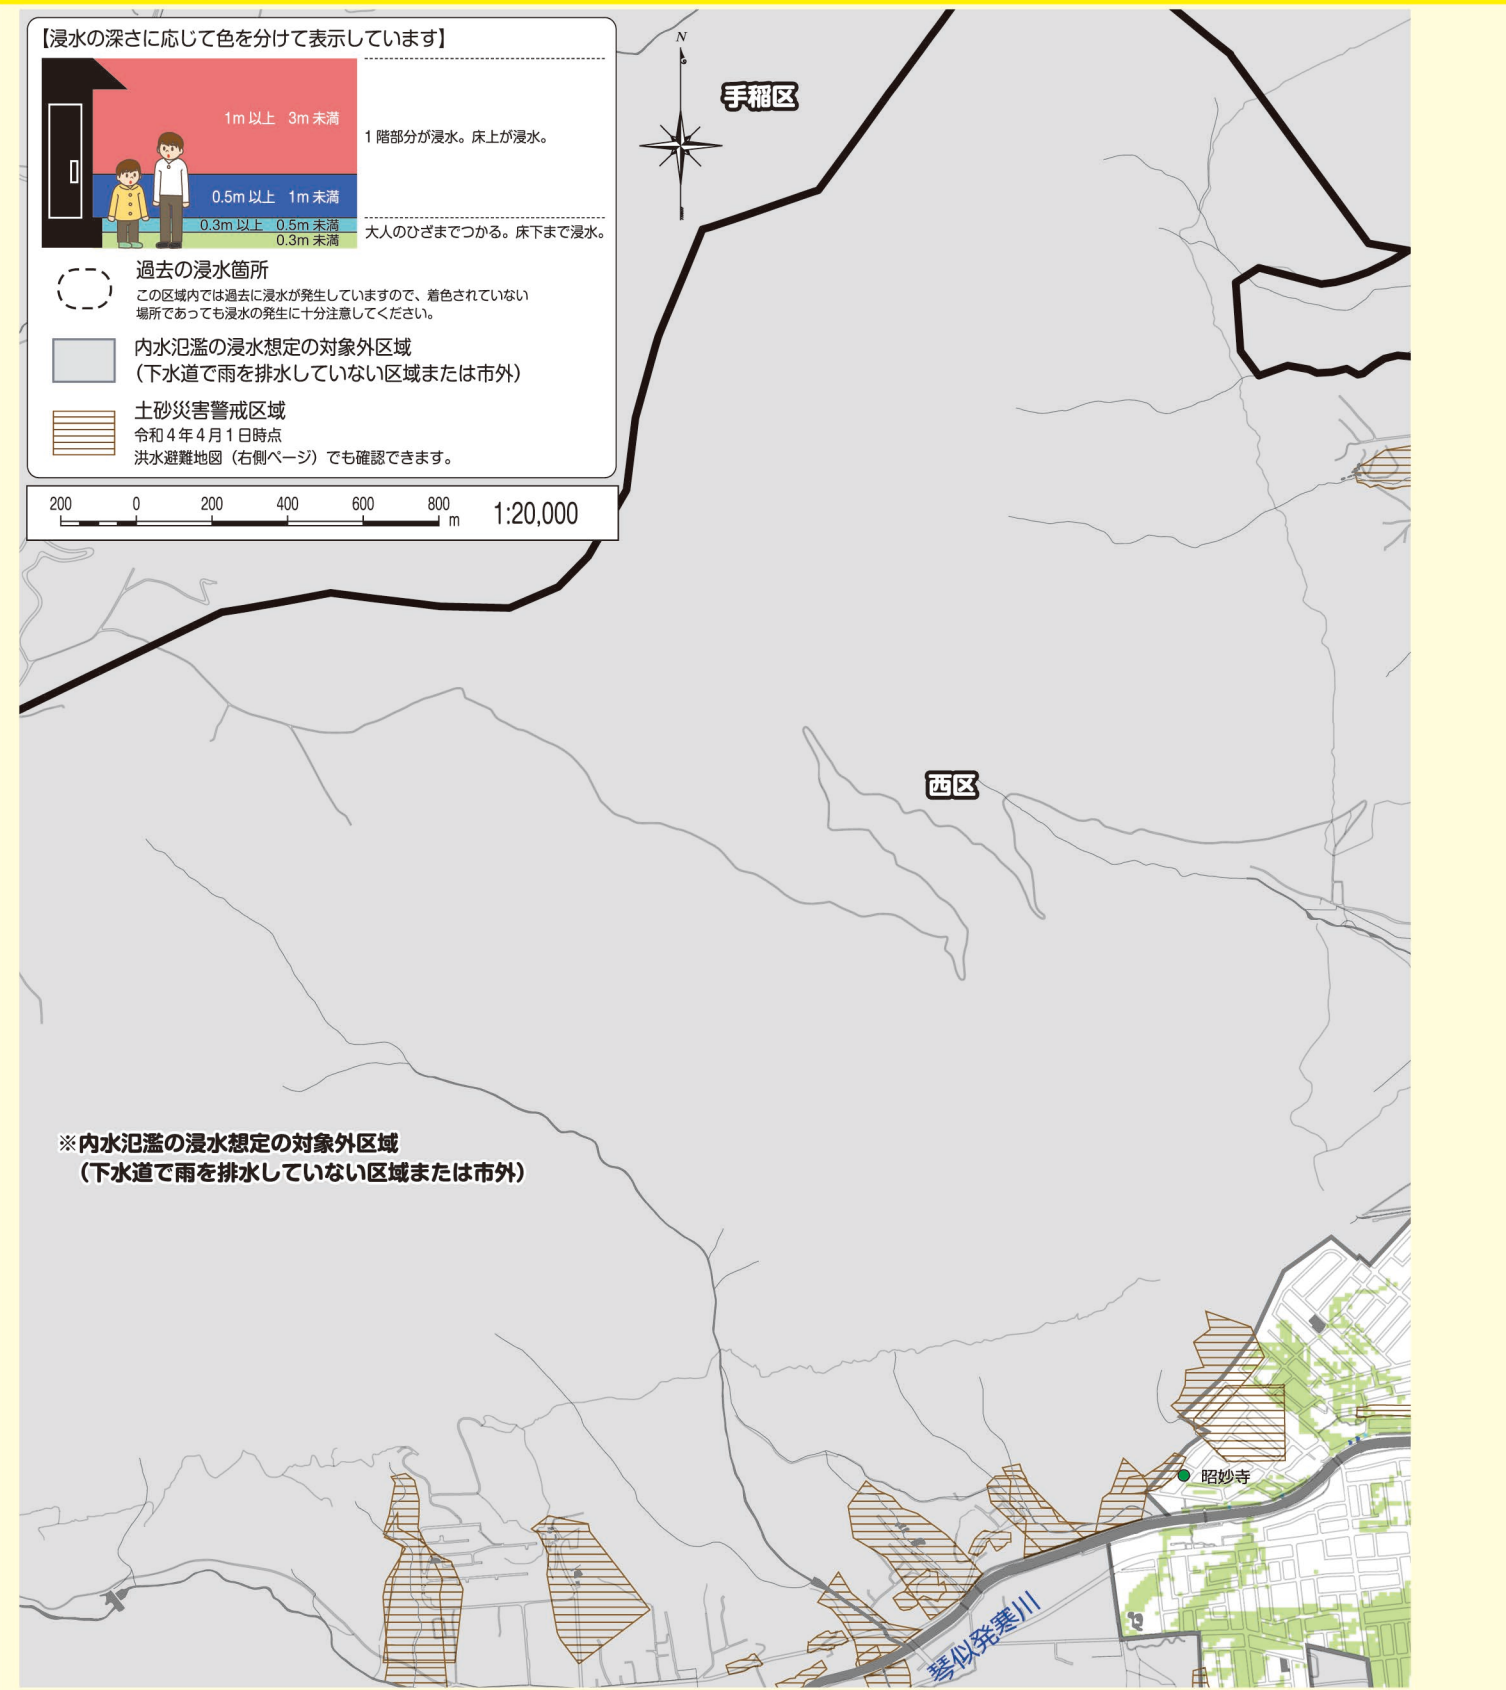 【浸水の深さに応じて色を分けて表示しています】
1m 以上　3m 未満
1 階部分が浸水。床上が浸水。
0.5m 以上　1m 未満
0.3m 以上　0.5m 未満
0.3m 未満
大人のひざまでつかる。床下まで浸水。
過去の浸水箇所
この区域内では過去に浸水が発生していますので、着色されていない
場所であっても浸水の発生に十分注意してください。
内水氾濫の浸水想定の対象外区域
（下水道で雨を排水していない区域または市外）
土砂災害警戒区域
令和４年４月１日時点
洪水避難地図（右側ページ）でも確認できます。
200 0 200 400 600 800 m 1:20,000
N
手稲区
西区
※内水氾濫の浸水想定の対象外区域
（下水道で雨を排水していない区域または市外）
昭妙寺
琴似発寒川